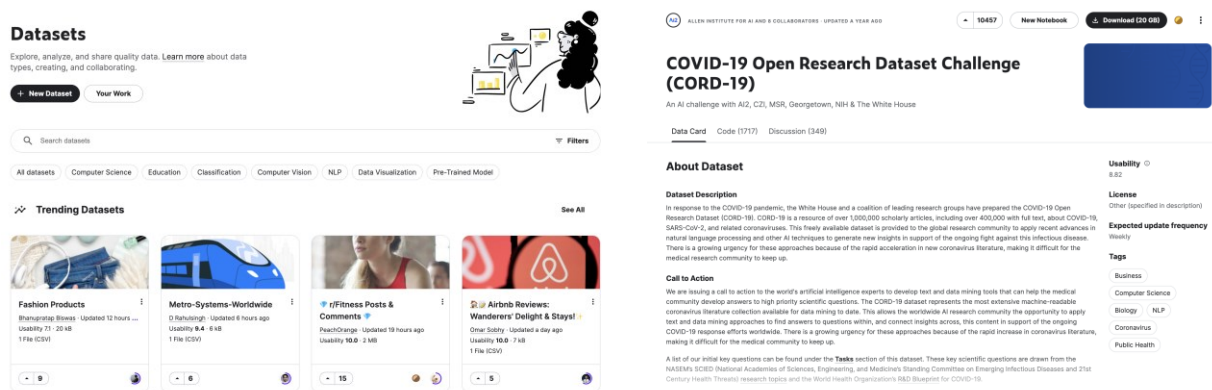 Datasets
Explore, analyze, and share quality data. Learn more about data
types, creating, and collaborating.
+ New Dataset
Your Work
Search datasets
Filters
All datasets
Computer Science
Education
Classification
Computer Vision
NLP
Data Visualization
Pre-Trained Model
Trending Datasets
See All
Fashion Products
Bhanupratap Biswas · Updated 12 hours ...
Usability 7.1 · 20 kB
1 File (CSV)
9
Metro-Systems-Worldwide
D Rahulsingh · Updated 8 hours ago
Usability 9.4 · 6 kB
1 File (CSV)
6
r/Fitness Posts &
Comments
PeachOrange · Updated 19 hours ago
Usability 10.0 · 2 MB
15
Airbnb Reviews:
Wanderers' Delight & Stays!
Omar Sobhy · Updated a day ago
Usability 10.0 · 7 kB
1 File (CSV)
5
AI2
ALLEN INSTITUTE FOR AI AND 8 COLLABORATORS · UPDATED A YEAR AGO
10457
New Notebook
Download (20 GB)
COVID-19 Open Research Dataset Challenge
(CORD-19)
An AI challenge with AI2, CZI, MSR, Georgetown, NIH & The White House
Data Card
Code (1717)
Discussion (349)
About Dataset
Dataset Description
In response to the COVID-19 pandemic, the White House and a coalition of leading research groups have prepared the COVID-19 Open
Research Dataset (CORD-19). CORD-19 is a resource of over 1,000,000 scholarly articles, including over 400,000 with full text, about COVID-19,
SARS-CoV-2, and related coronaviruses. This freely available dataset is provided to the global research community to apply recent advances in
natural language processing and other AI techniques to generate new insights in support of the ongoing fight against this infectious disease.
There is a growing urgency for these approaches because of the rapid acceleration in new coronavirus literature, making it difficult for the
medical research community to keep up.
Call to Action
We are issuing a call to action to the world's artificial intelligence experts to develop text and data mining tools that can help the medical
community develop answers to high priority scientific questions. The CORD-19 dataset represents the most extensive machine-readable
coronavirus literature collection available for data mining to date. This allows the worldwide AI research community the opportunity to apply
text and data mining approaches to find answers to questions within, and connect insights across, this content in support of the ongoing
COVID-19 response efforts worldwide. There is a growing urgency for these approaches because of the rapid increase in coronavirus literature,
making it difficult for the medical community to keep up.
A list of our initial key questions can be found under the Tasks section of this dataset. These key scientific questions are drawn from the
NASEM's SCIED (National Academies of Sciences, Engineering, and Medicine's Standing Committee on Emerging Infectious Diseases and 21st
Century Health Threats) research topics and the World Health Organization's R&D Blueprint for COVID-19.
Usability
8.82
License
Other (specified in description)
Expected update frequency
Weekly
Tags
Business
Computer Science
Biology
NLP
Coronavirus
Public Health